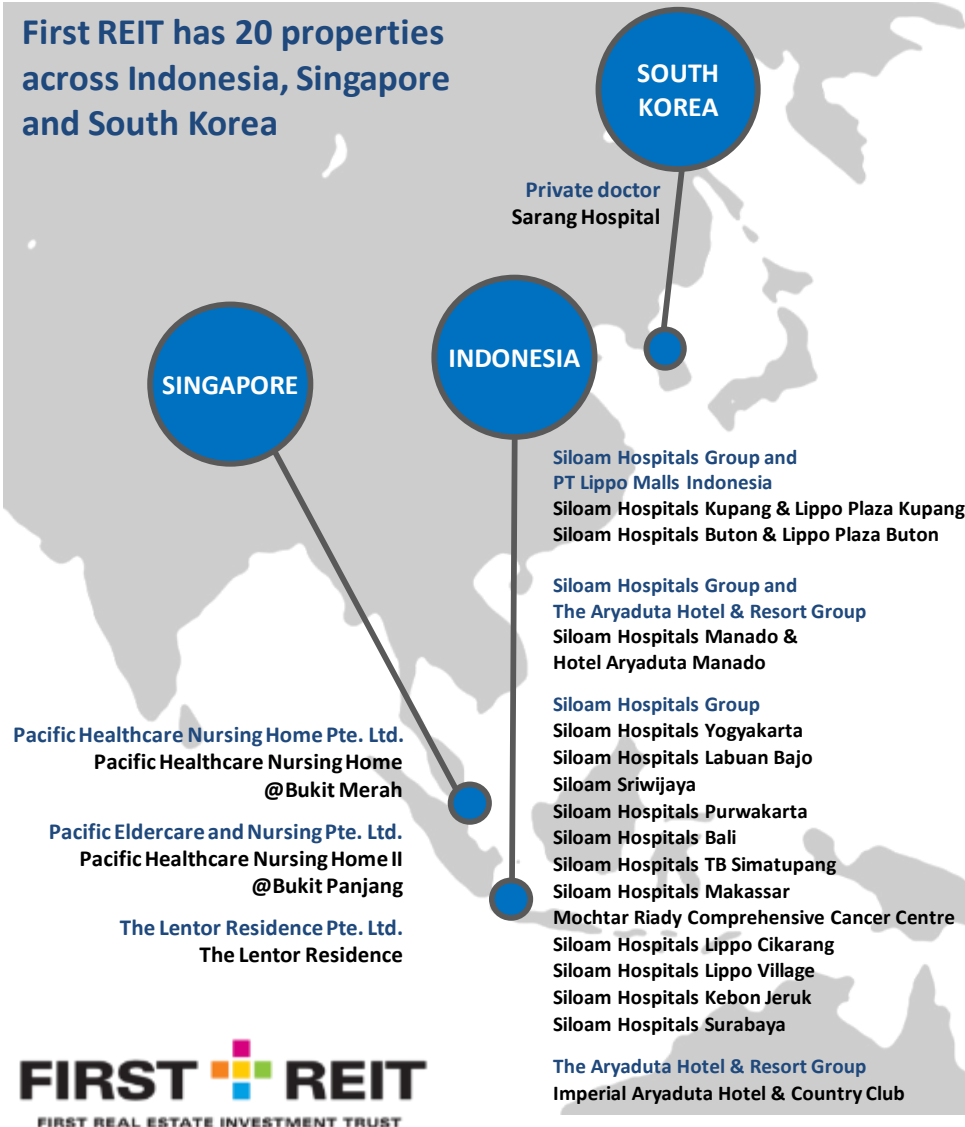 First REIT has 20 properties
across Indonesia, Singapore
and South Korea
SOUTH
KOREA
Private doctor
Sarang Hospital
INDONESIA
SINGAPORE
Siloam Hospitals Group and
PT Lippo Malls Indonesia
Siloam Hospitals Kupang & Lippo Plaza Kupang
Siloam Hospitals Buton & Lippo Plaza Buton
Siloam Hospitals Group and
The Aryaduta Hotel & Resort Group
Siloam Hospitals Manado &
Hotel Aryaduta Manado
Siloam Hospitals Group
Siloam Hospitals Yogyakarta
Siloam Hospitals Labuan Bajo
Siloam Sriwijaya
Siloam Hospitals Purwakarta
Siloam Hospitals Bali
Siloam Hospitals TB Simatupang
Siloam Hospitals Makassar
Mochtar Riady Comprehensive Cancer Centre
Siloam Hospitals Lippo Cikarang
Siloam Hospitals Lippo Village
Siloam Hospitals Kebon Jeruk
Siloam Hospitals Surabaya
The Aryaduta Hotel & Resort Group
Imperial Aryaduta Hotel & Country Club
Pacific Healthcare Nursing Home Pte. Ltd.
Pacific Healthcare Nursing Home
@Bukit Merah
Pacific Eldercare and Nursing Pte. Ltd.
Pacific Healthcare Nursing Home II
@Bukit Panjang
The Lentor Residence Pte. Ltd.
The Lentor Residence
FIRST REIT
FIRST REAL ESTATE INVESTMENT TRUST